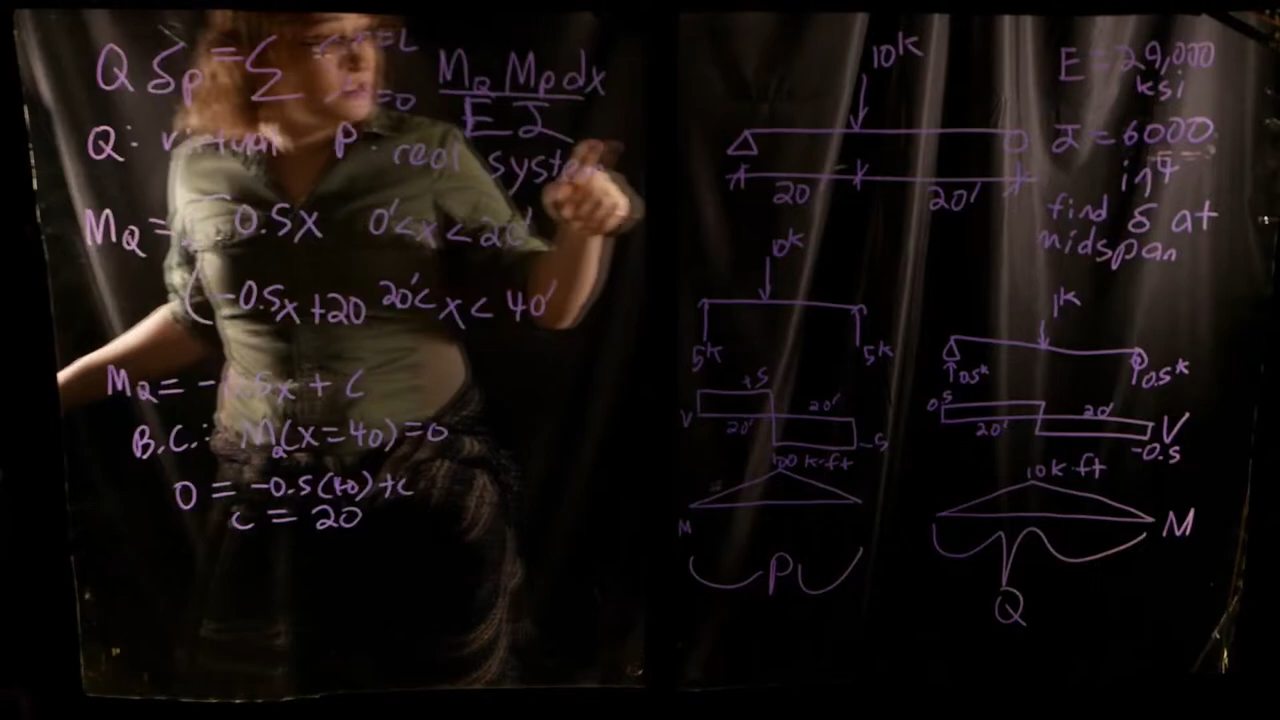 Q δp = Σ ∫ x=L x=0 MQ Mp dx / E I
Q: virtual P: real system
MQ = { 0.5x 0'<x<20'
-0.5x+20 20'<x<40'
MQ = -0.5x + C
B.C.: MQ(x=40)=0
0 = -0.5(40)+C
C = 20
10k
20 20'
E = 29,000
ksi
I = 6000
in4
find δ at
midspan
10k
5k 5k
+5
V 20' 20' -5
100 k-ft
M
P
1k
0.5k 0.5k
0.5 20' 20' V
-0.5
10k-ft
M
Q